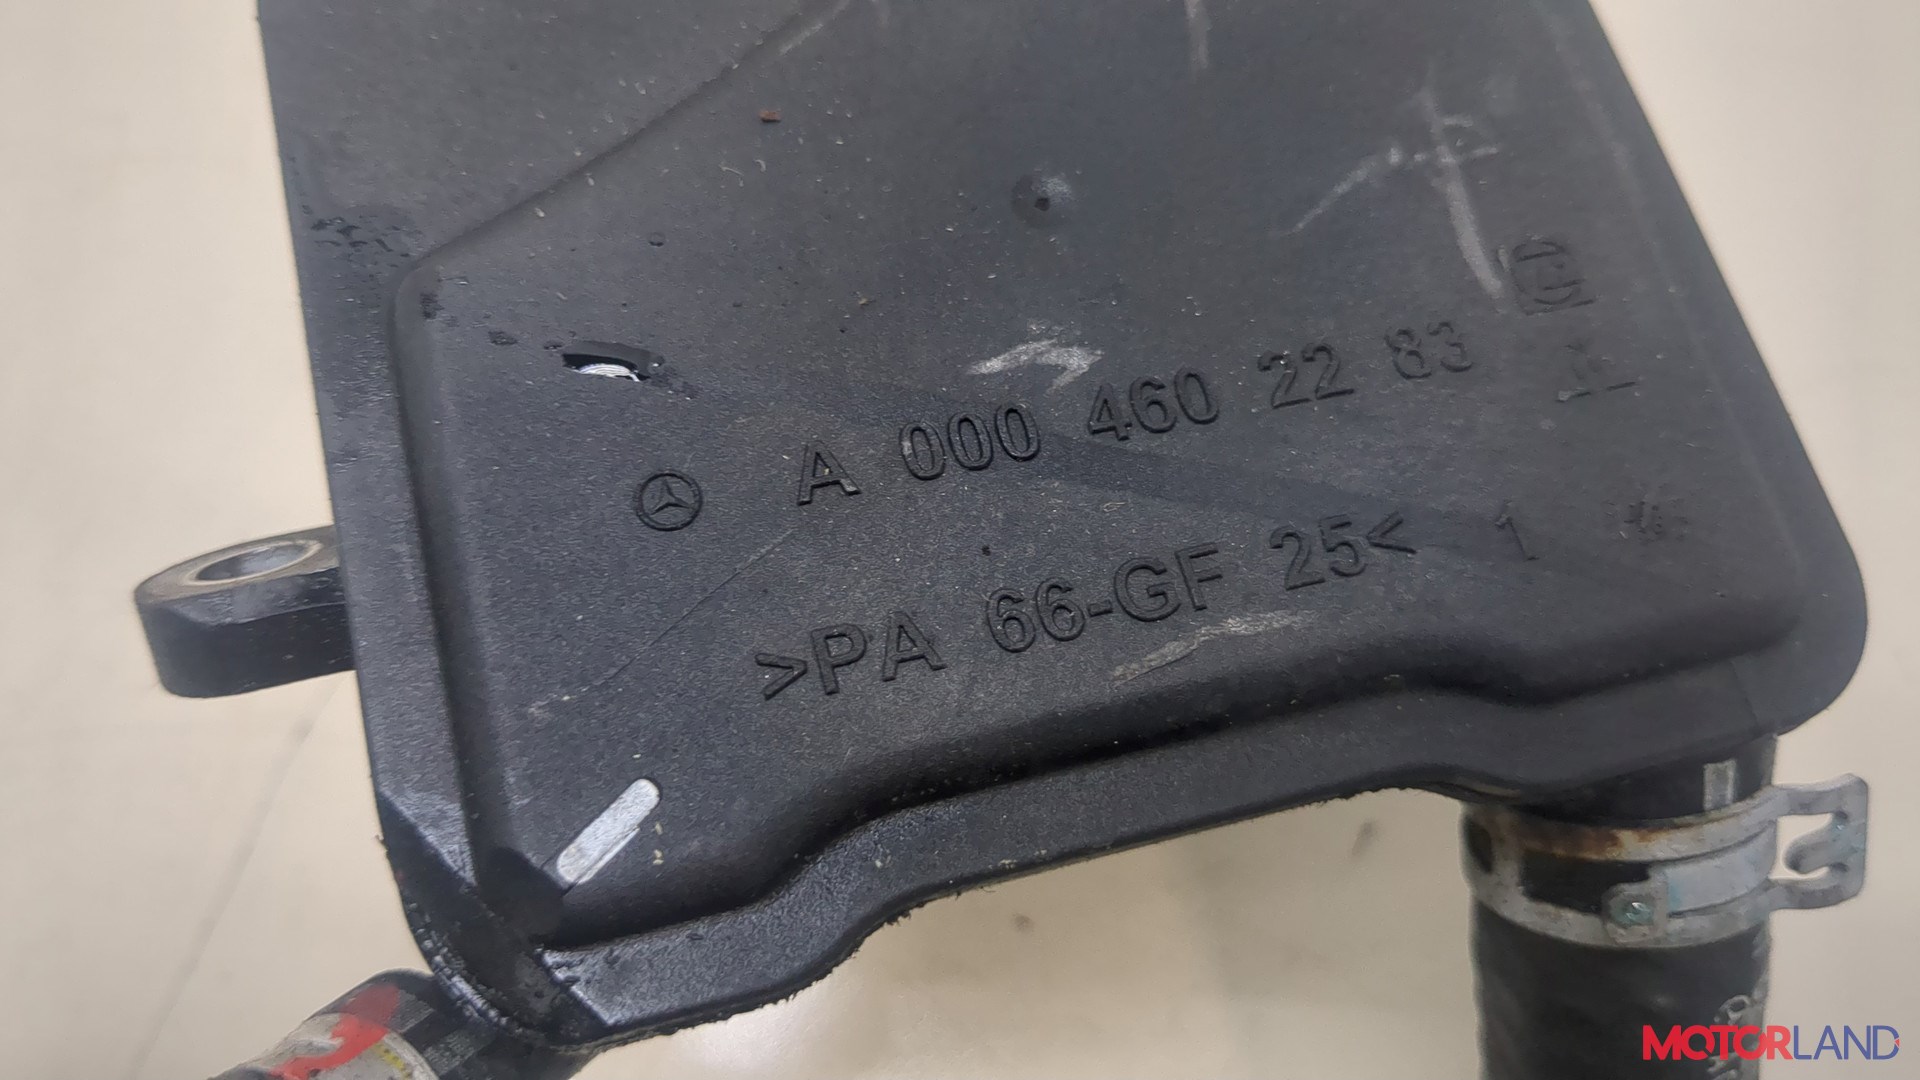 A 000 460 22 83
>PA 66-GF 25< 1
MOTORLAND